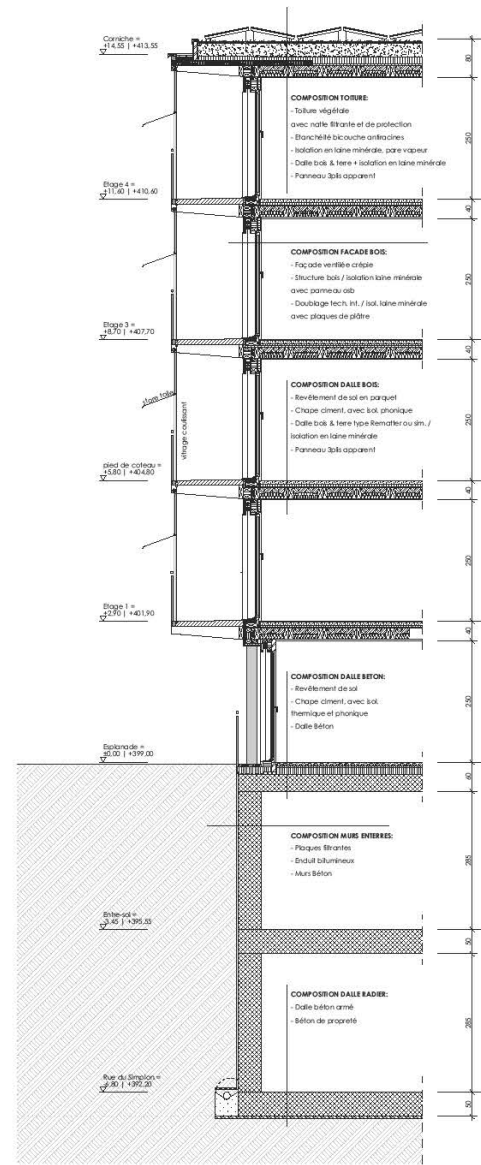 Corniche =
+14,55 | +413,55
80
COMPOSITION TOITURE:
- Toiture végétale
avec natte filtrante et de protection
- Etanchéité bicouche antiracines
- Isolation en laine minérale, pare vapeur
- Dalle bois & terre + isolation en laine minérale
- Panneau 3plis apparent
250
Etage 4 =
+11,60 | +410,60
40
COMPOSITION FACADE BOIS:
- Façade ventilée crépie
- Structure bois / isolation laine minérale
avec panneau osb
- Doublage tech. int. / isol. laine minérale
avec plaques de plâtre
250
Etage 3 =
+8,70 | +407,70
40
COMPOSITION DALLE BOIS:
- Revêtement de sol en parquet
- Chape ciment, avec isol. phonique
- Dalle bois & terre type Rematter ou sim. /
isolation en laine minérale
- Panneau 3plis apparent
store toile
vitrage coulissant
250
pied de coteau =
+5,80 | +404,80
40
250
Etage 1 =
+2,90 | +401,90
40
COMPOSITION DALLE BETON:
- Revêtement de sol
- Chape ciment, avec isol.
thermique et phonique
- Dalle Béton
250
Esplanade =
±0,00 | +399,00
60
COMPOSITION MURS ENTERRES:
- Plaques filtrantes
- Enduit bitumineux
- Murs Béton
285
Entre-sol =
-3,45 | +395,55
50
COMPOSITION DALLE RADIER:
- Dalle béton armé
- Béton de propreté
285
Rue du Simplon =
-6,80 | +392,20
50